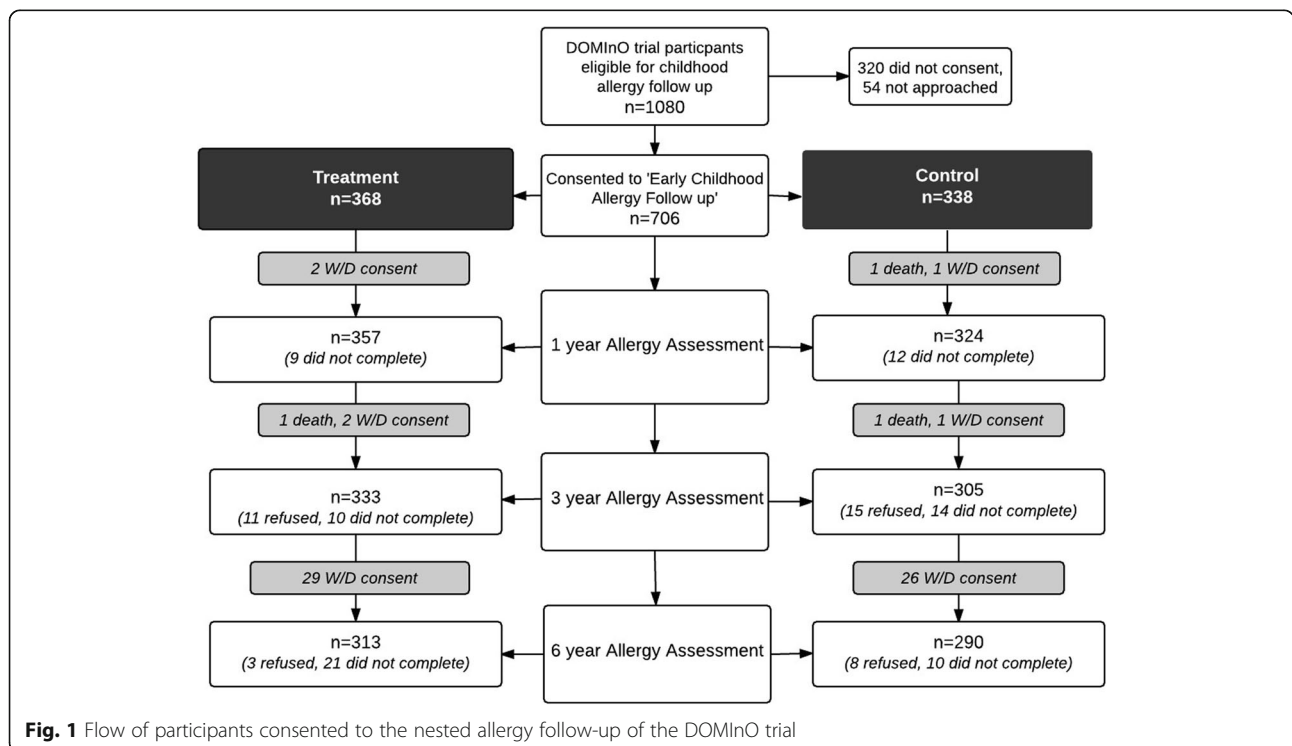 DOMInO trial particpants
eligible for childhood
allergy follow up
n=1080
320 did not consent,
54 not approached
Treatment
n=368
Consented to 'Early Childhood
Allergy Follow up'
n=706
Control
n=338
2 W/D consent
1 death, 1 W/D consent
n=357
(9 did not complete)
1 year Allergy Assessment
n=324
(12 did not complete)
1 death, 2 W/D consent
1 death, 1 W/D consent
n=333
(11 refused, 10 did not complete)
3 year Allergy Assessment
n=305
(15 refused, 14 did not complete)
29 W/D consent
26 W/D consent
n=313
(3 refused, 21 did not complete)
6 year Allergy Assessment
n=290
(8 refused, 10 did not complete)
Fig. 1 Flow of participants consented to the nested allergy follow-up of the DOMInO trial